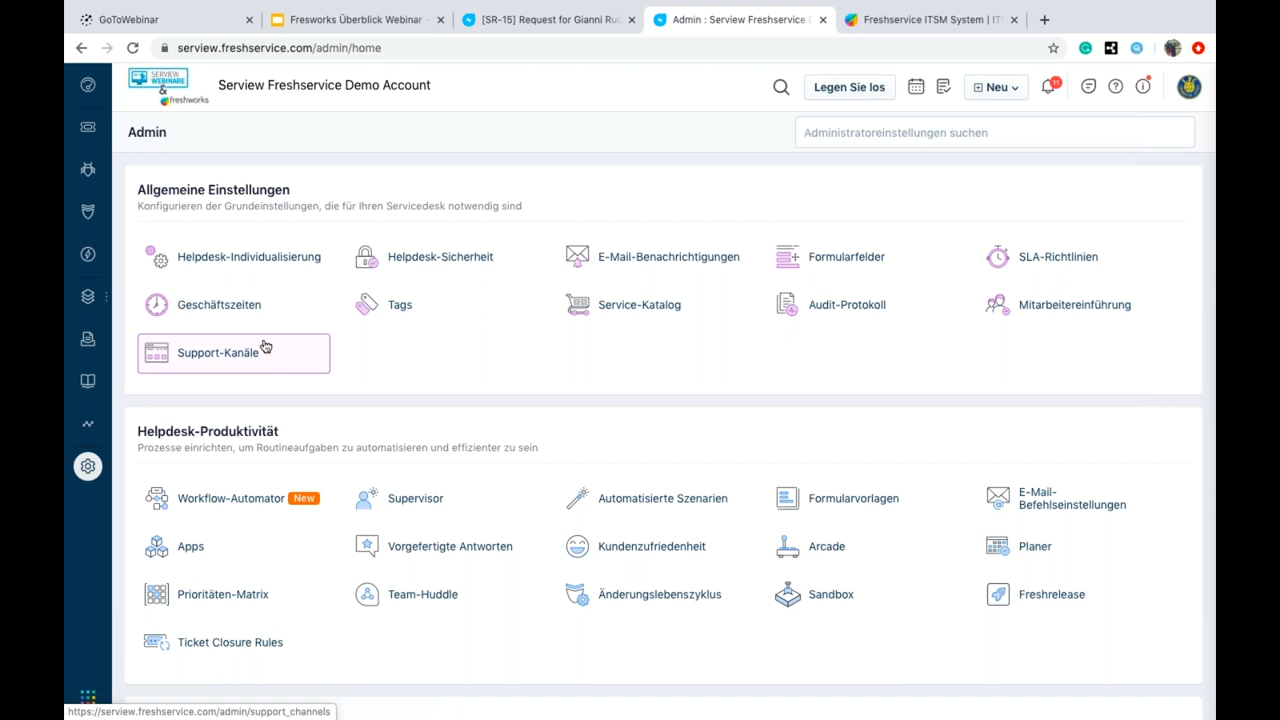 GoToWebinar
Fresworks Überblick Webinar -
[SR-15] Request for Gianni Rug
Admin : Serview Freshservice D
Freshservice ITSM System | IT
serview.freshservice.com/admin/home
SERVIEW
WEBINARE
&
freshworks
Serview Freshservice Demo Account
Legen Sie los
Neu
11
Admin
Administratoreinstellungen suchen
Allgemeine Einstellungen
Konfigurieren der Grundeinstellungen, die für Ihren Servicedesk notwendig sind
Helpdesk-Individualisierung
Helpdesk-Sicherheit
E-Mail-Benachrichtigungen
Formularfelder
SLA-Richtlinien
Geschäftszeiten
Tags
Service-Katalog
Audit-Protokoll
Mitarbeitereinführung
Support-Kanäle
Helpdesk-Produktivität
Prozesse einrichten, um Routineaufgaben zu automatisieren und effizienter zu sein
Workflow-Automator New
Supervisor
Automatisierte Szenarien
Formularvorlagen
E-Mail-
Befehlseinstellungen
Apps
Vorgefertigte Antworten
Kundenzufriedenheit
Arcade
Planer
Prioritäten-Matrix
Team-Huddle
Änderungslebenszyklus
Sandbox
Freshrelease
Ticket Closure Rules
https://serview.freshservice.com/admin/support_channels